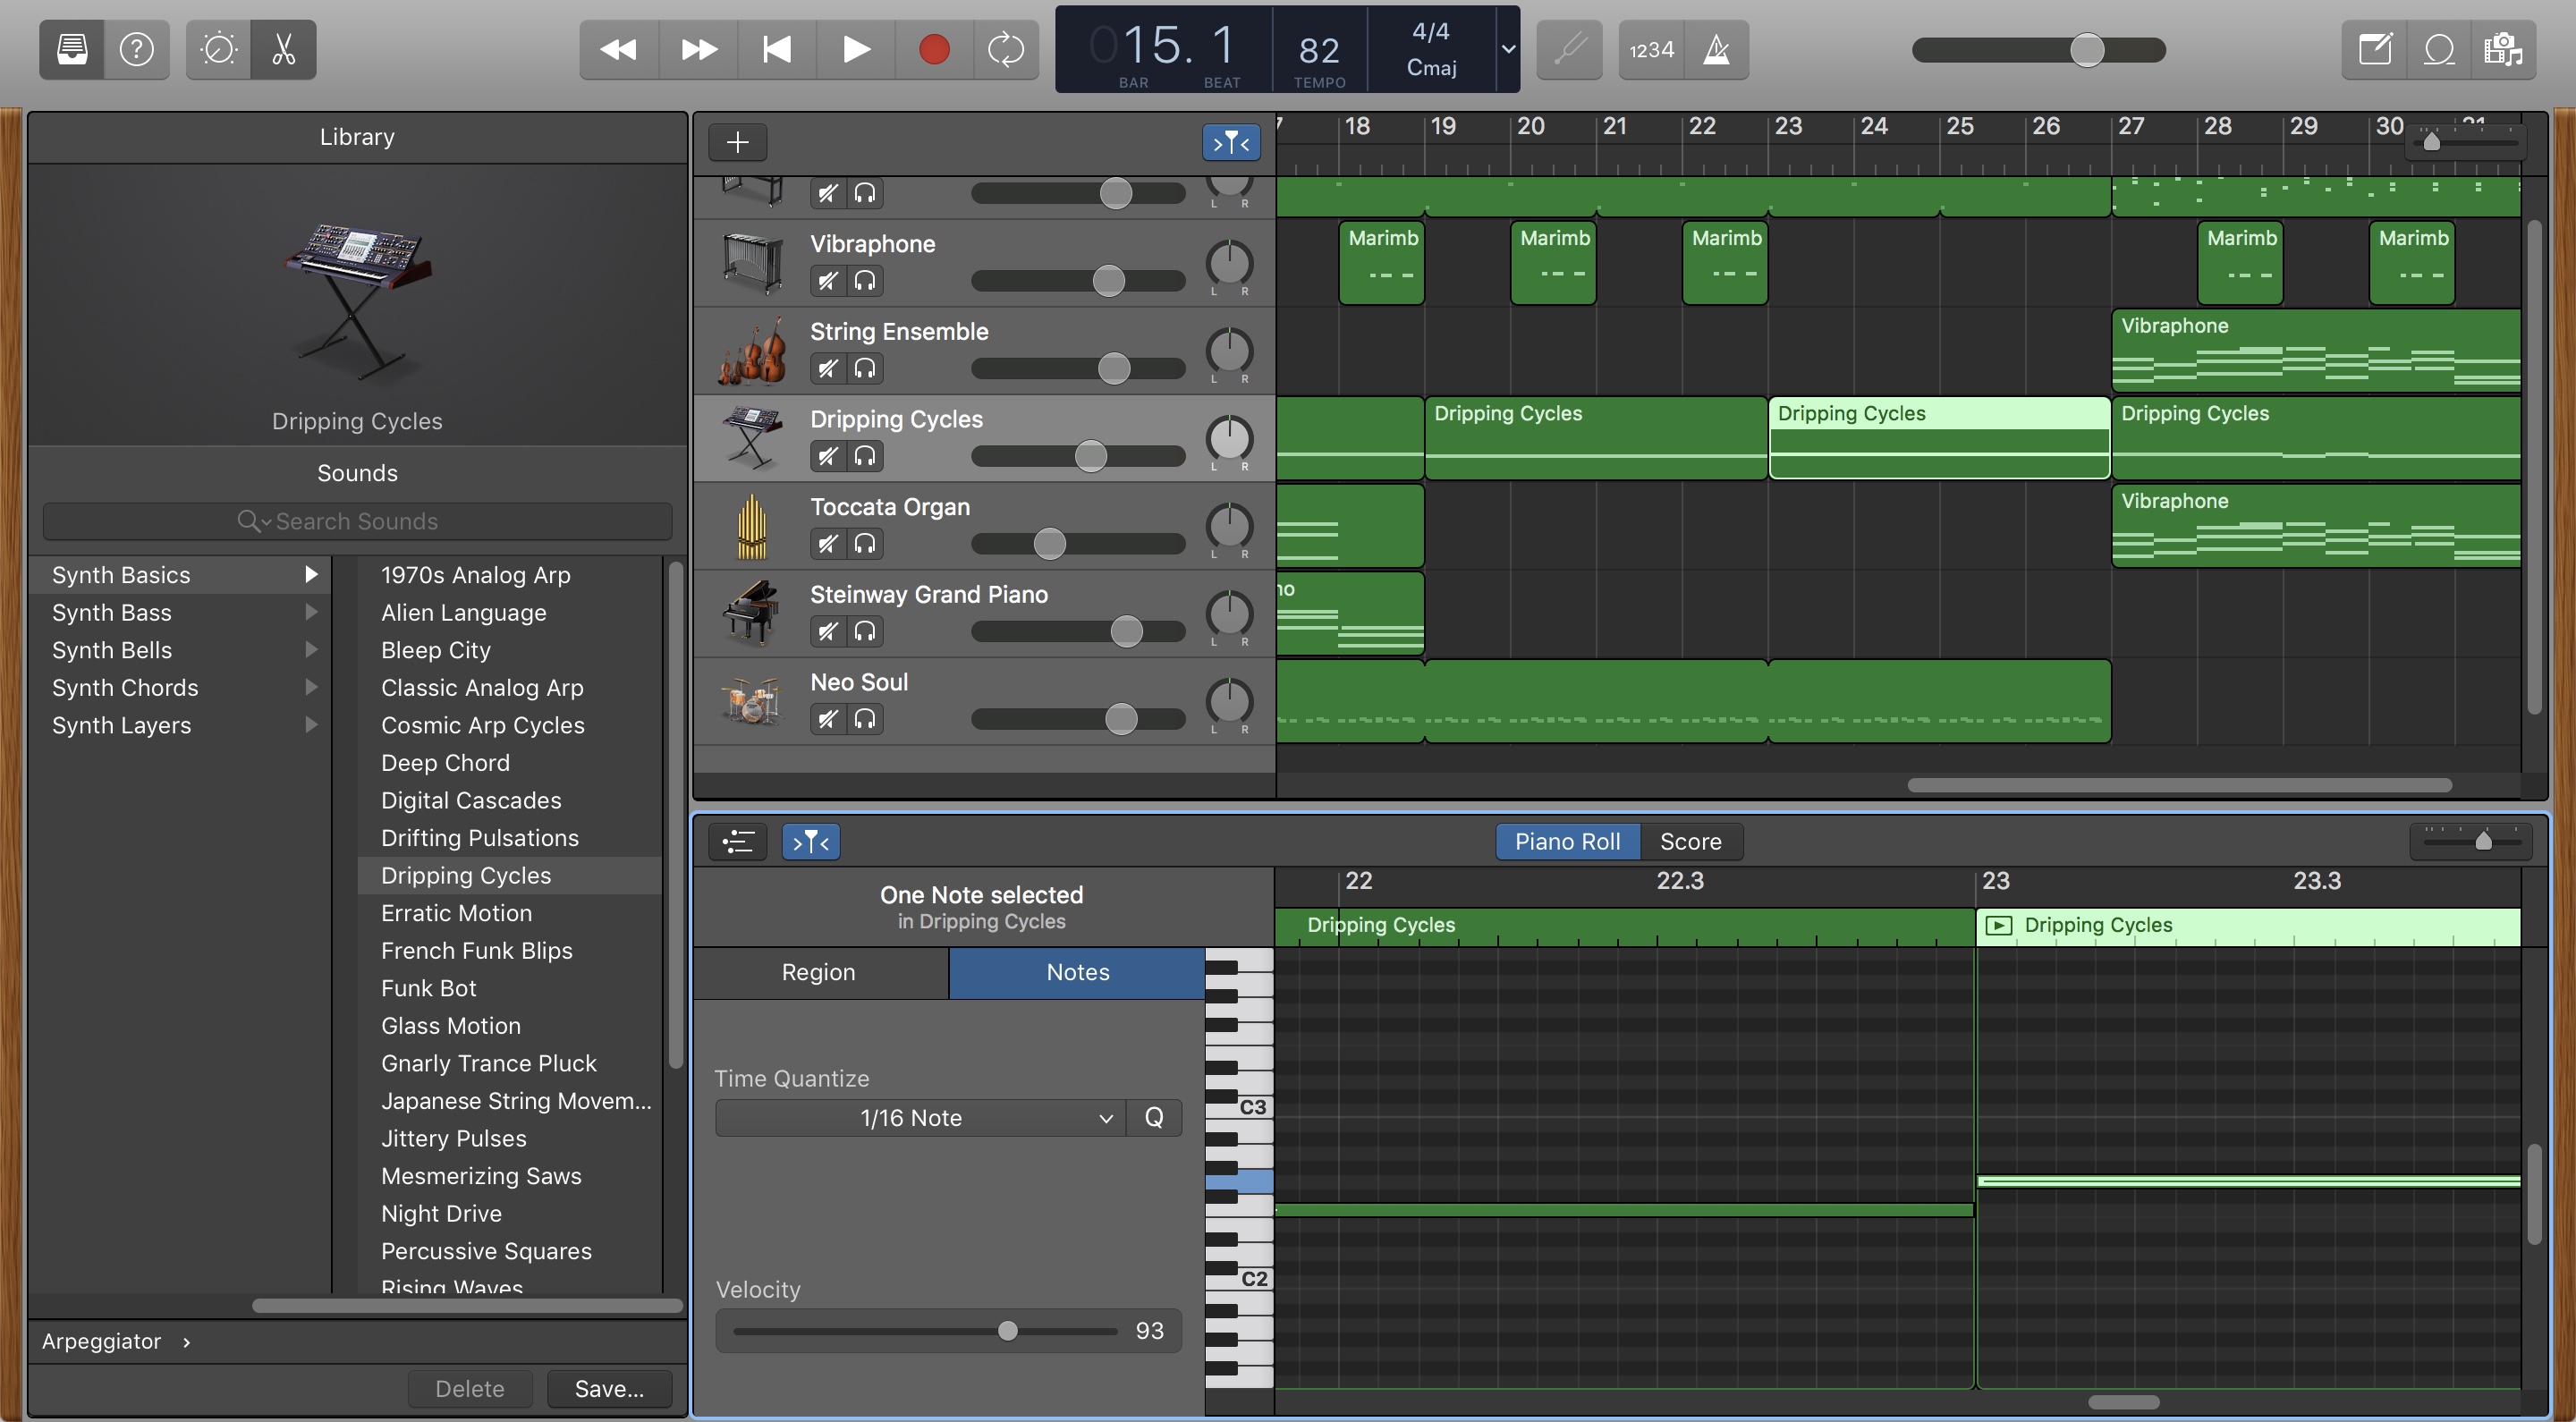 1234
015. 1
BAR BEAT
82
TEMPO
4/4
Cmaj
Library
Dripping Cycles
Sounds
Search Sounds
Synth Basics
Synth Bass
Synth Bells
Synth Chords
Synth Layers
1970s Analog Arp
Alien Language
Bleep City
Classic Analog Arp
Cosmic Arp Cycles
Deep Chord
Digital Cascades
Drifting Pulsations
Dripping Cycles
Erratic Motion
French Funk Blips
Funk Bot
Glass Motion
Gnarly Trance Pluck
Japanese String Movem...
Jittery Pulses
Mesmerizing Saws
Night Drive
Percussive Squares
Rising Waves
Arpeggiator
Delete
Save...
18 19 20 21 22 23 24 25 26 27 28 29 30 31
L R
Vibraphone
L R
Marimb Marimb Marimb Marimb Marimb
String Ensemble
L R
Vibraphone
Dripping Cycles
L R
Dripping Cycles Dripping Cycles Dripping Cycles
Toccata Organ
L R
Vibraphone
Steinway Grand Piano
L R
no
Neo Soul
L R
Piano Roll Score
One Note selected
in Dripping Cycles
22 22.3 23 23.3
Dripping Cycles Dripping Cycles
Region Notes
Time Quantize
1/16 Note Q
Velocity
93
C3
C2